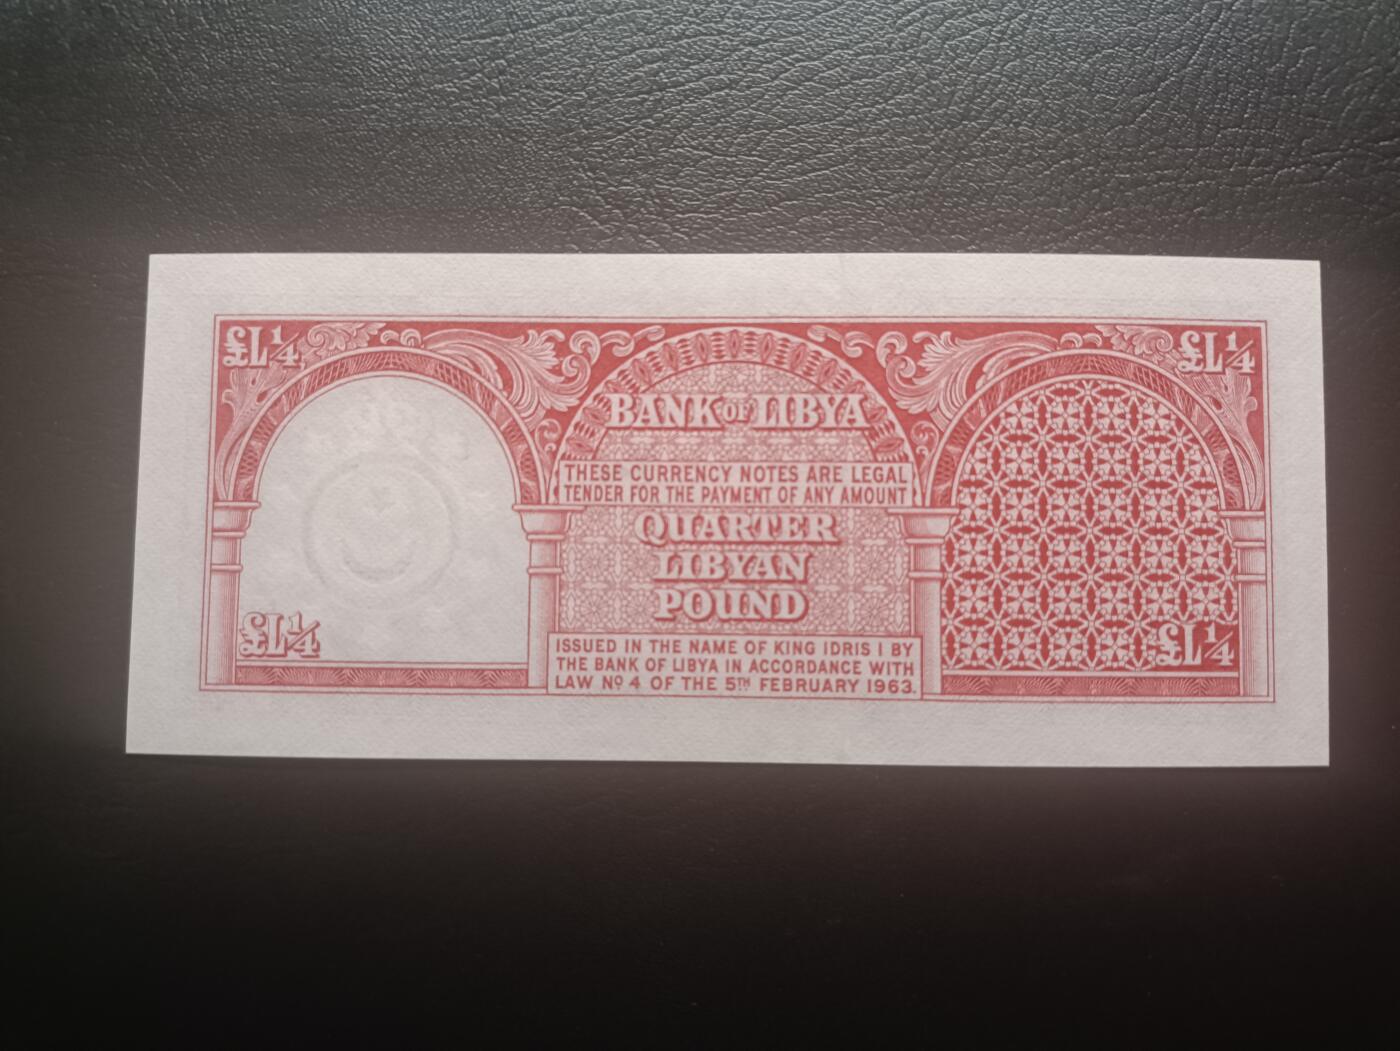 £L¼ £L¼
BANK OF LIBYA
THESE CURRENCY NOTES ARE LEGAL
TENDER FOR THE PAYMENT OF ANY AMOUNT
QUARTER
LIBYAN
POUND
£L¼ £L¼
ISSUED IN THE NAME OF KING IDRIS I BY
THE BANK OF LIBYA IN ACCORDANCE WITH
LAW Nº 4 OF THE 5TH FEBRUARY 1963.